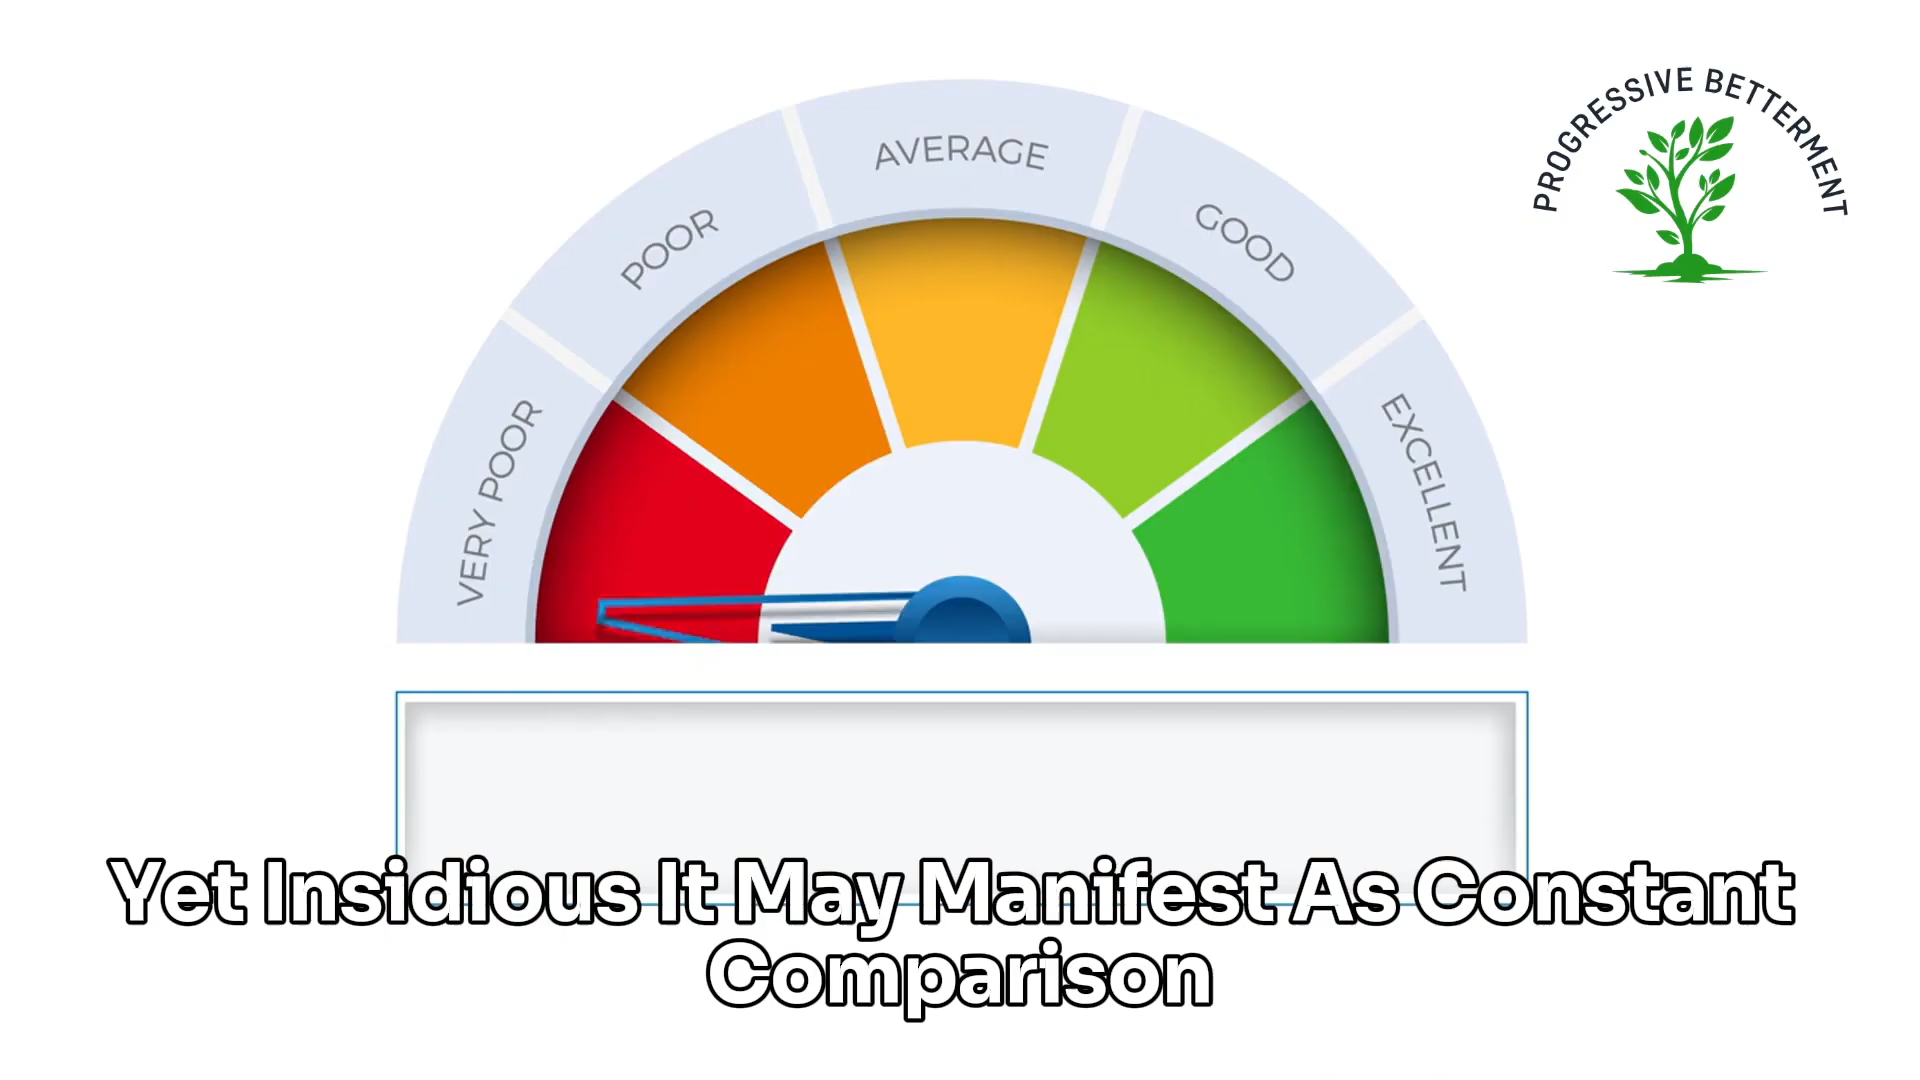 PROGRESSIVE BETTERMENT
VERY POOR
POOR
AVERAGE
GOOD
EXCELLENT
Yet Insidious It May Manifest As Constant
Comparison